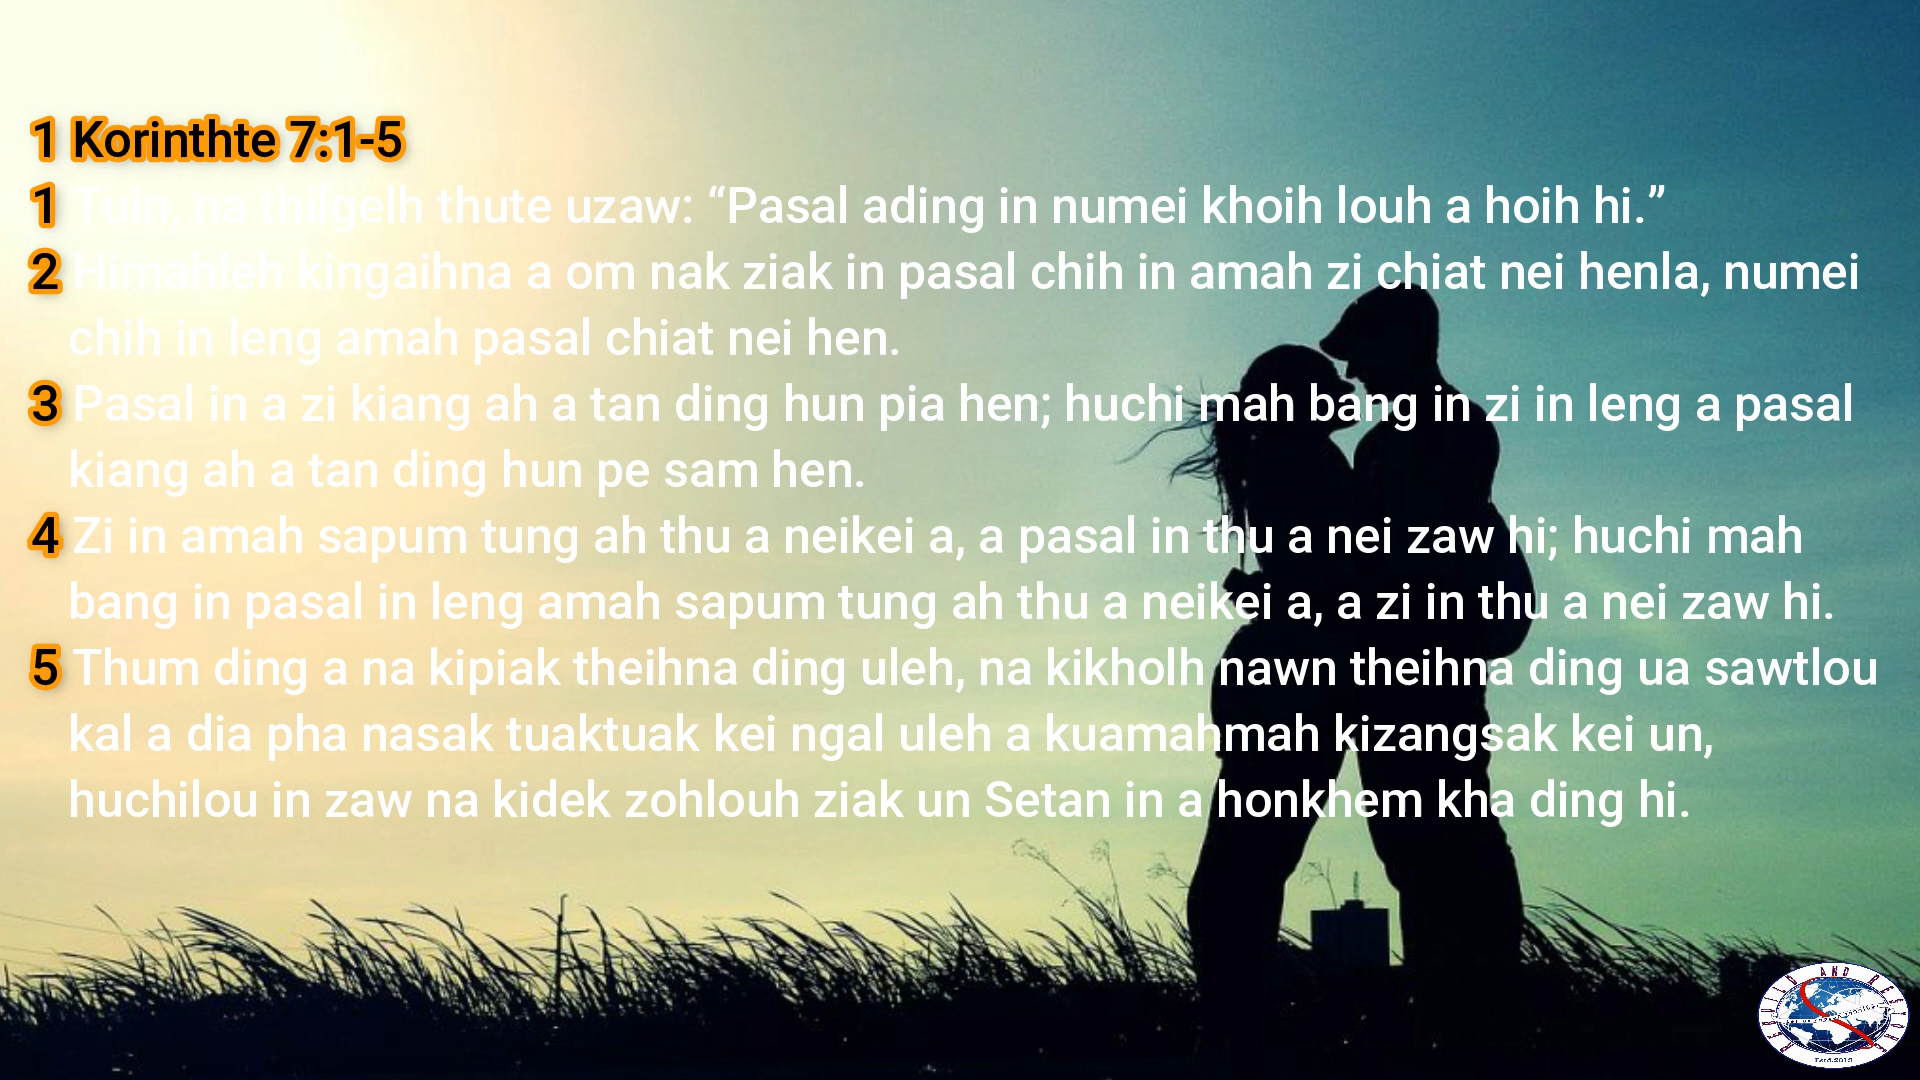 1 Korinthte 7:1-5
1 Tuin, na thilgelh thute uzaw: “Pasal ading in numei khoih louh a hoih hi.”
2 Himahleh kingaihna a om nak ziak in pasal chih in amah zi chiat nei henla, numei
chih in leng amah pasal chiat nei hen.
3 Pasal in a zi kiang ah a tan ding hun pia hen; huchi mah bang in zi in leng a pasal
kiang ah a tan ding hun pe sam hen.
4 Zi in amah sapum tung ah thu a neikei a, a pasal in thu a nei zaw hi; huchi mah
bang in pasal in leng amah sapum tung ah thu a neikei a, a zi in thu a nei zaw hi.
5 Thum ding a na kipiak theihna ding uleh, na kikholh nawn theihna ding ua sawtlou
kal a dia pha nasak tuaktuak kei ngal uleh a kuamahmah kizangsak kei un,
huchilou in zaw na kidek zohlouh ziak un Setan in a honkhem kha ding hi.
REBUILD AND RESTORE